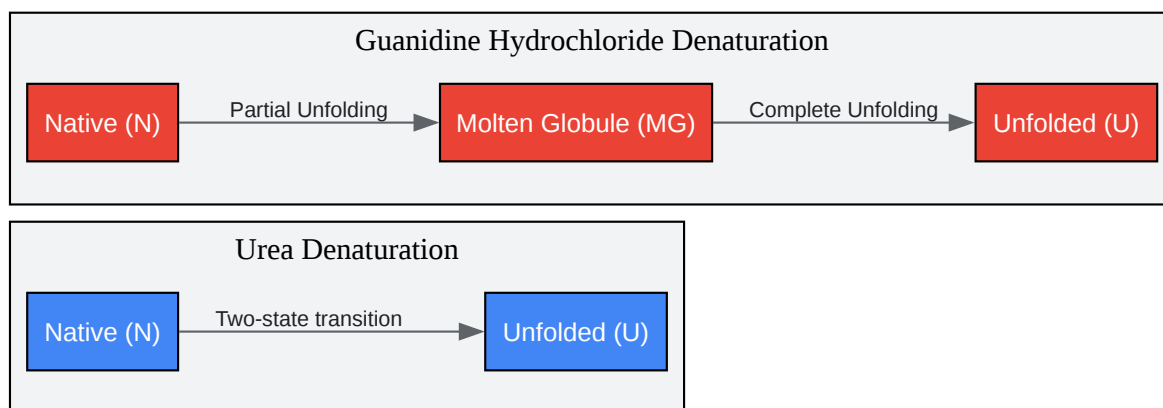 Guanidine Hydrochloride Denaturation
Native (N)
Partial Unfolding
Molten Globule (MG)
Complete Unfolding
Unfolded (U)
Urea Denaturation
Native (N)
Two-state transition
Unfolded (U)